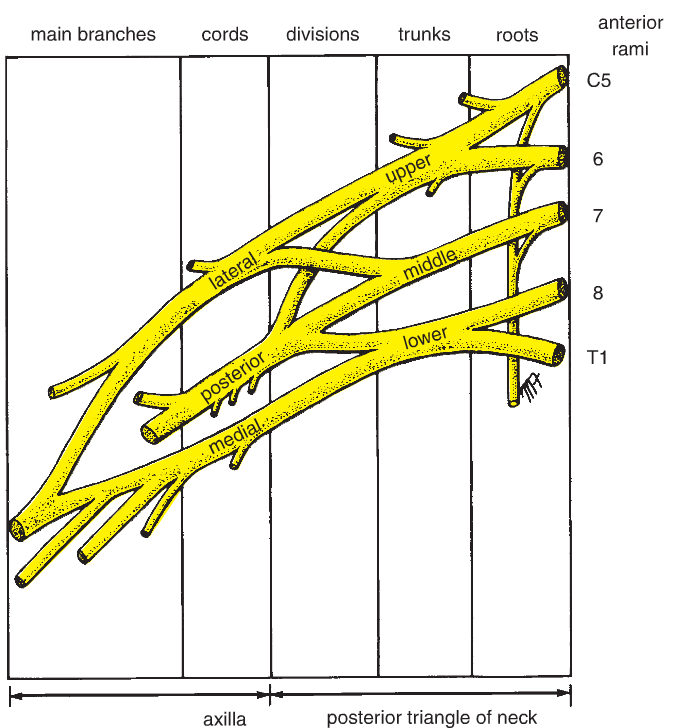 main branches cords divisions trunks roots anterior
rami
C5
6
7
8
T1
upper
middle
lower
lateral
posterior
medial
axilla posterior triangle of neck